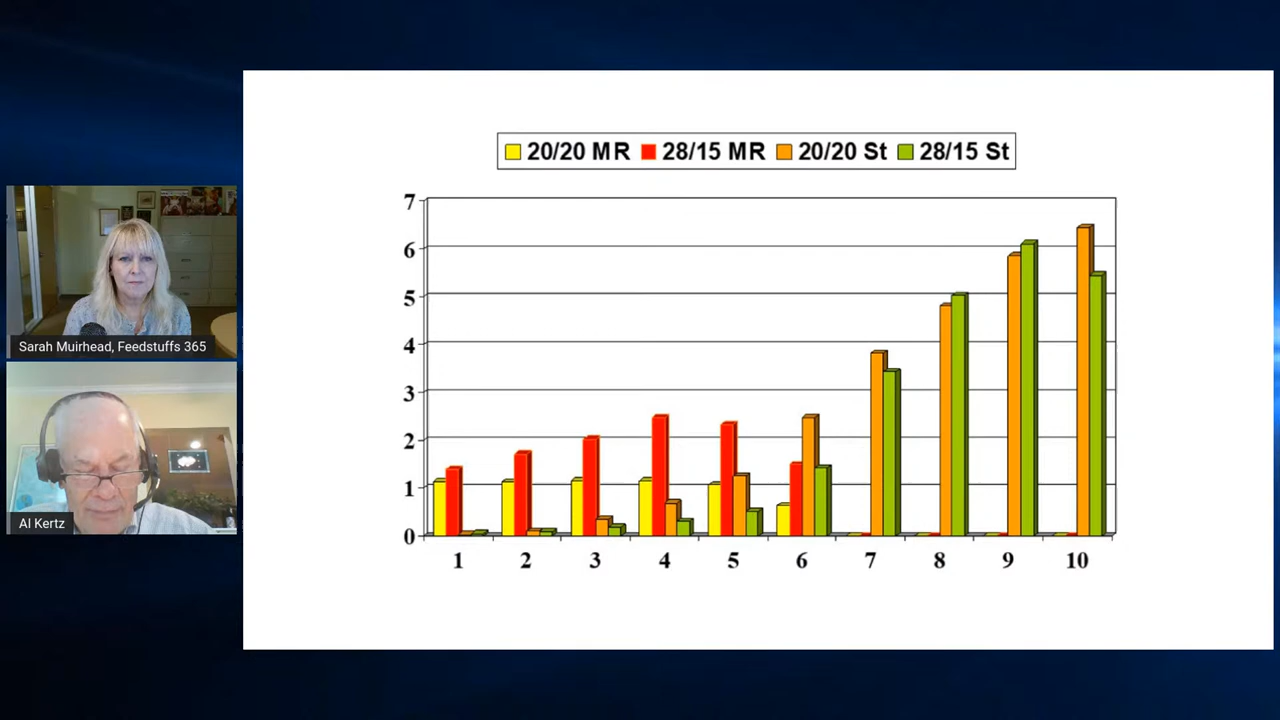 20/20 MR 28/15 MR 20/20 St 28/15 St
7
6
5
4
3
2
1
0
1 2 3 4 5 6 7 8 9 10
Sarah Muirhead, Feedstuffs 365
Al Kertz